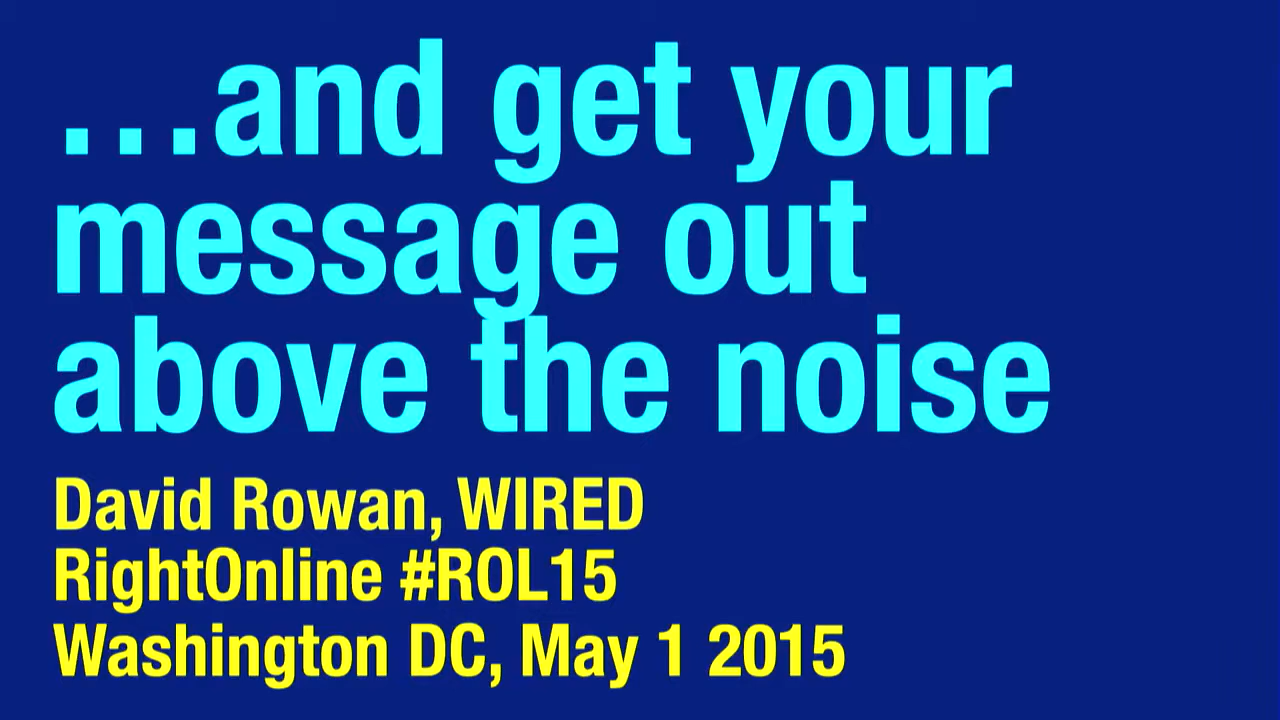 …and get your
message out
above the noise
David Rowan, WIRED
RightOnline #ROL15
Washington DC, May 1 2015